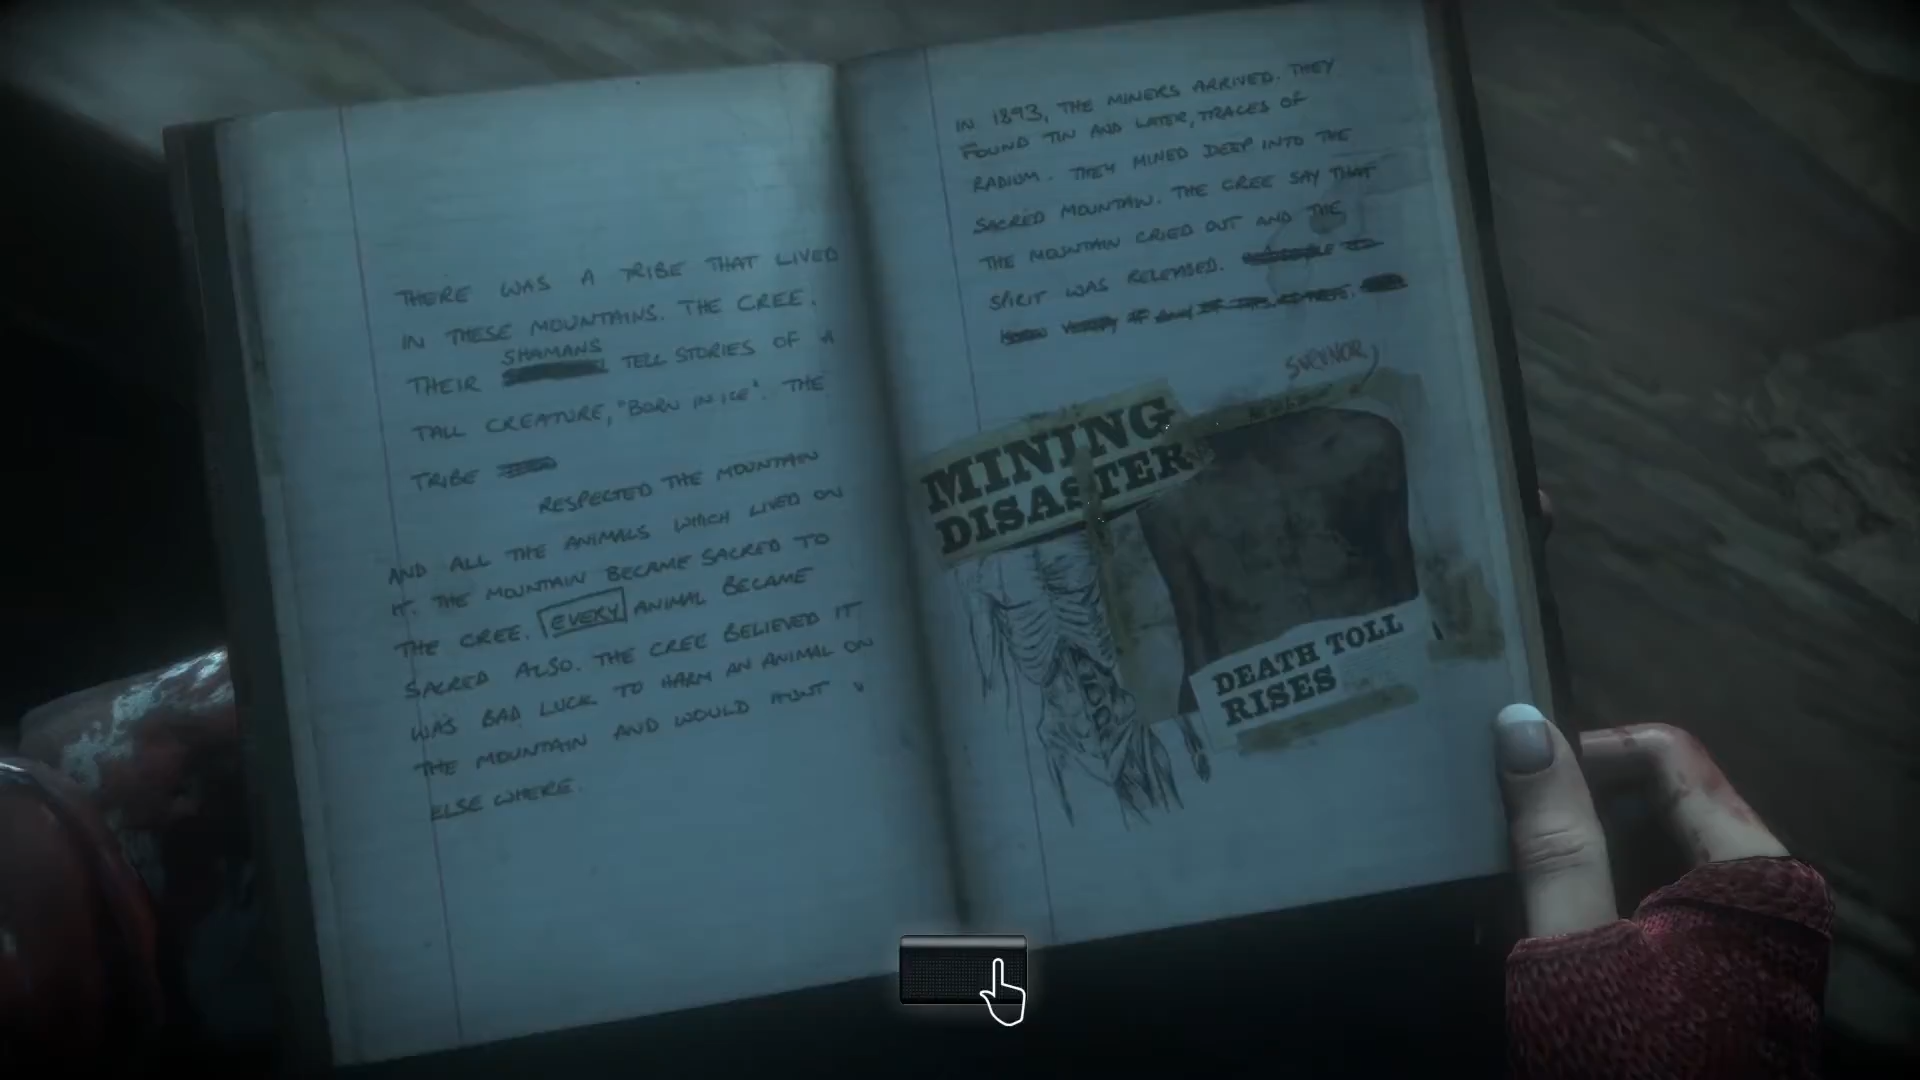 THERE WAS A TRIBE THAT LIVED
IN THESE MOUNTAINS. THE CREE.
SHAMANS
THEIR TELL STORIES OF A
TALL CREATURE, "BORN IN ICE". THE
TRIBE
RESPECTED THE MOUNTAIN
AND ALL THE ANIMALS WHICH LIVED ON
IT. THE MOUNTAIN BECAME SACRED TO
THE CREE. EVERY ANIMAL BECAME
SACRED ALSO. THE CREE BELIEVED IT
WAS BAD LUCK TO HARM AN ANIMAL ON
THE MOUNTAIN AND WOULD HUNT
ELSE WHERE.
IN 1893, THE MINERS ARRIVED. THEY
FOUND TIN AND LATER, TRACES OF
RADIUM. THEY MINED DEEP INTO THE
SACRED MOUNTAIN. THE CREE SAY THAT
THE MOUNTAIN CRIED OUT AND THE
SPIRIT WAS RELEASED.
MINING
DISASTER
DEATH TOLL
RISES